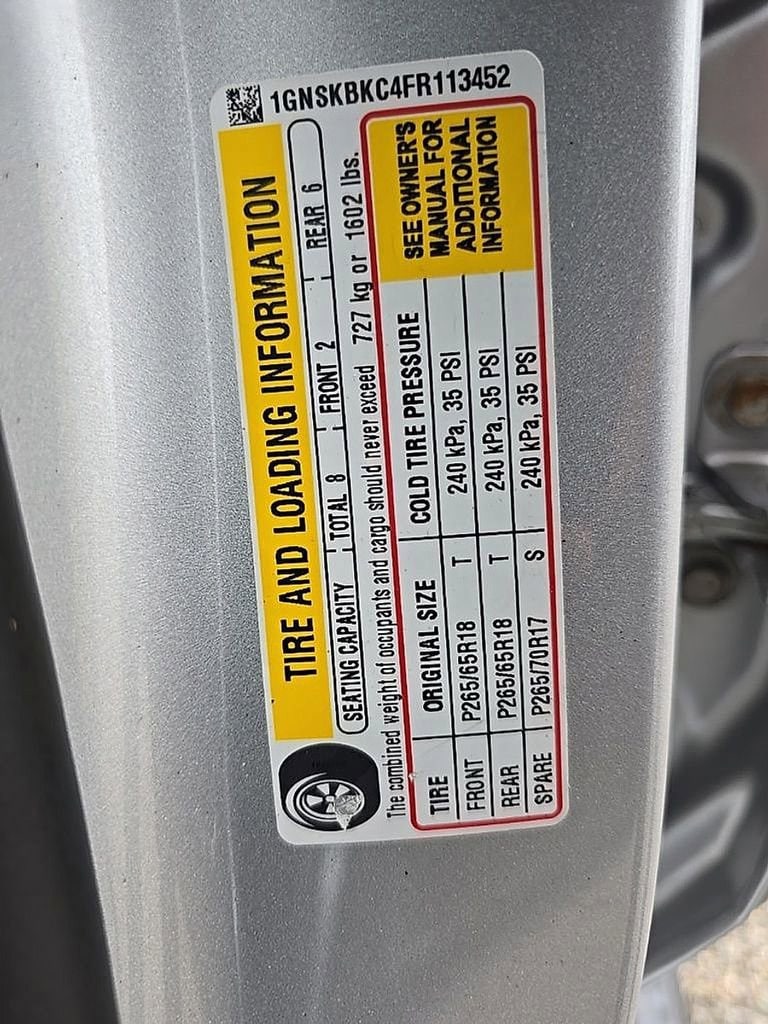 1GNSKBKC4FR113452
TIRE AND LOADING INFORMATION
SEATING CAPACITY TOTAL 8 FRONT 2 REAR 6
The combined weight of occupants and cargo should never exceed 727 kg or 1602 lbs.
TIRE ORIGINAL SIZE COLD TIRE PRESSURE
FRONT P265/65R18 T 240 kPa, 35 PSI
REAR P265/65R18 T 240 kPa, 35 PSI
SPARE P265/70R17 S 240 kPa, 35 PSI
SEE OWNER'S
MANUAL FOR
ADDITIONAL
INFORMATION